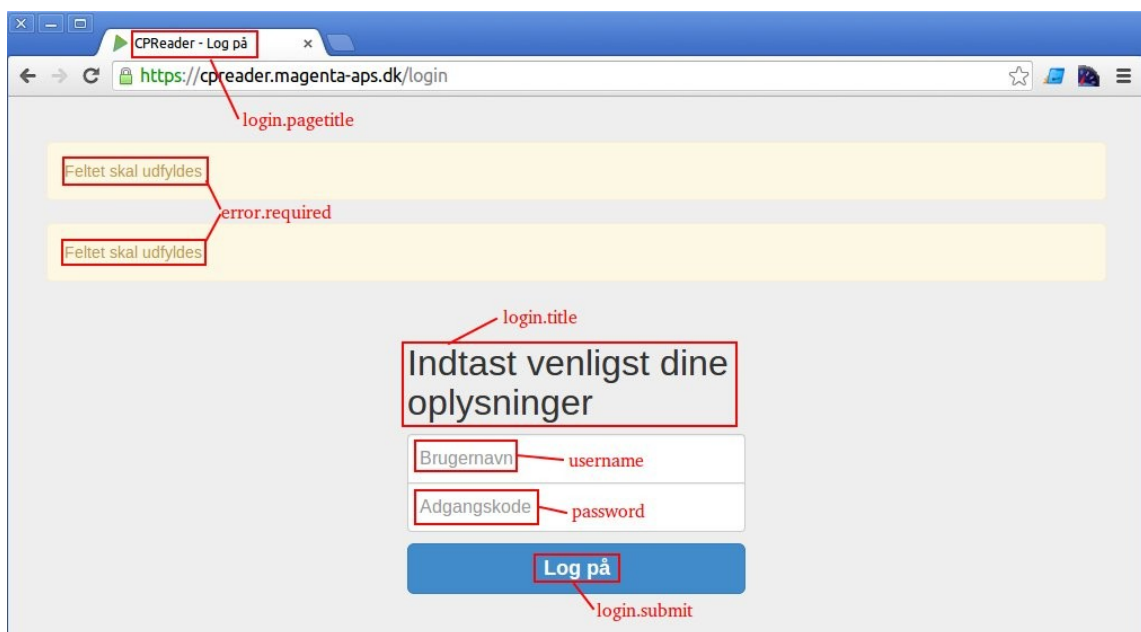 CPReader - Log på
https://cpreader.magenta-aps.dk/login
login.pagetitle
Feltet skal udfyldes
error.required
Feltet skal udfyldes
login.title
Indtast venligst dine
oplysninger
Brugernavn
username
Adgangskode
password
Log på
login.submit